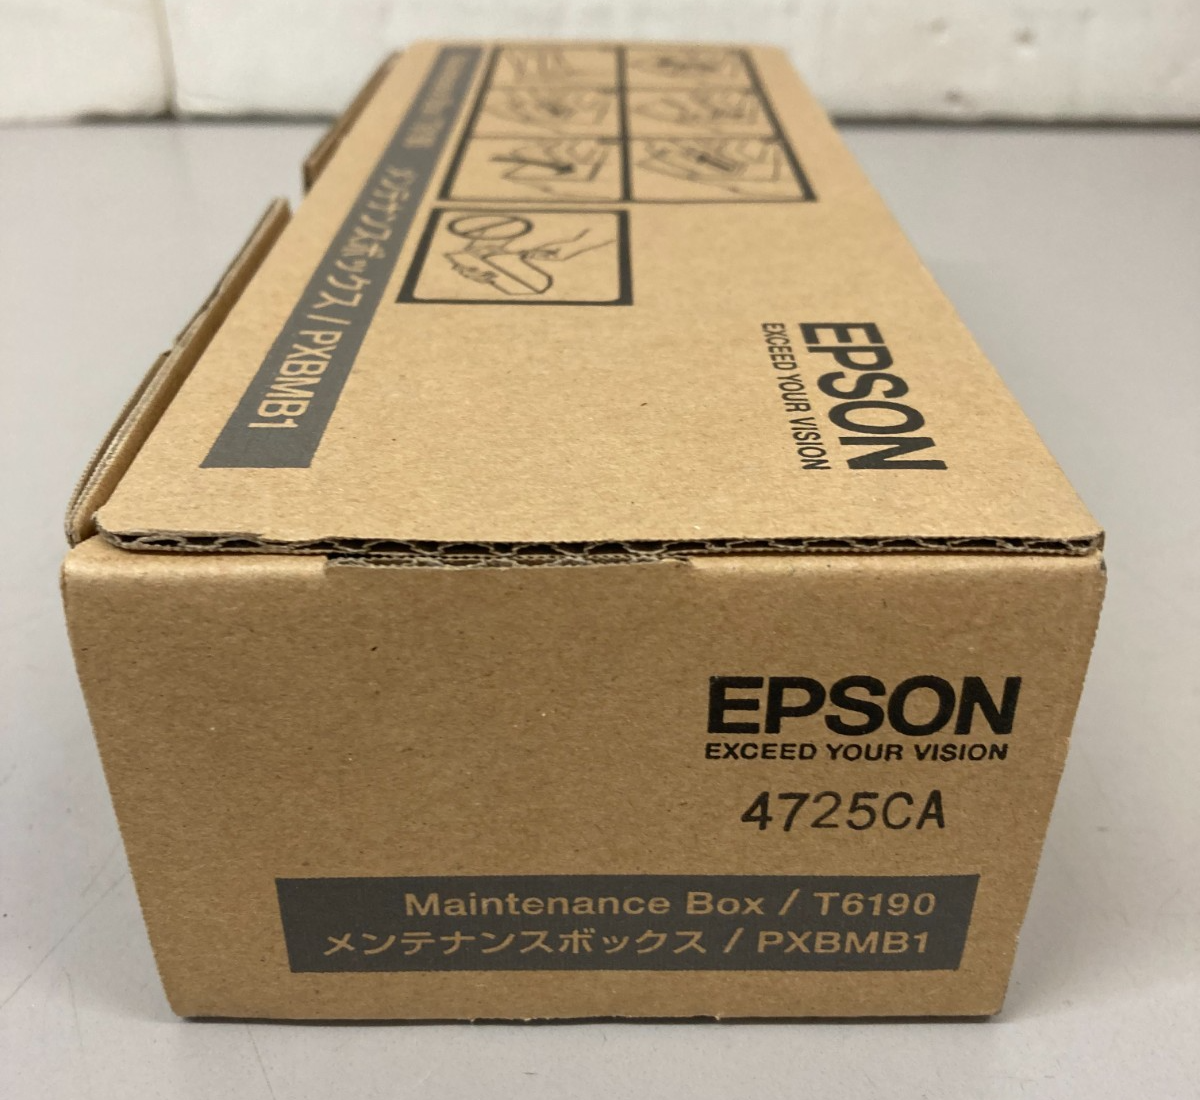 メンテナンスボックス / PXBMB1
EPSON
EXCEED YOUR VISION
EPSON
EXCEED YOUR VISION
4725CA
Maintenance Box / T6190
メンテナンスボックス / PXBMB1